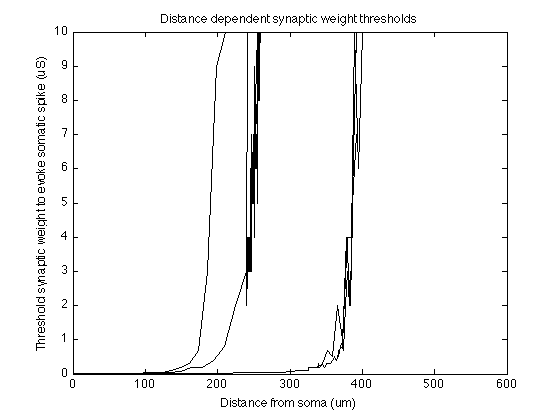 Distance dependent synaptic weight thresholds
10
9
8
7
6
5
4
3
2
1
0
Threshold synaptic weight to evoke somatic spike (uS)
0 100 200 300 400 500 600
Distance from soma (um)